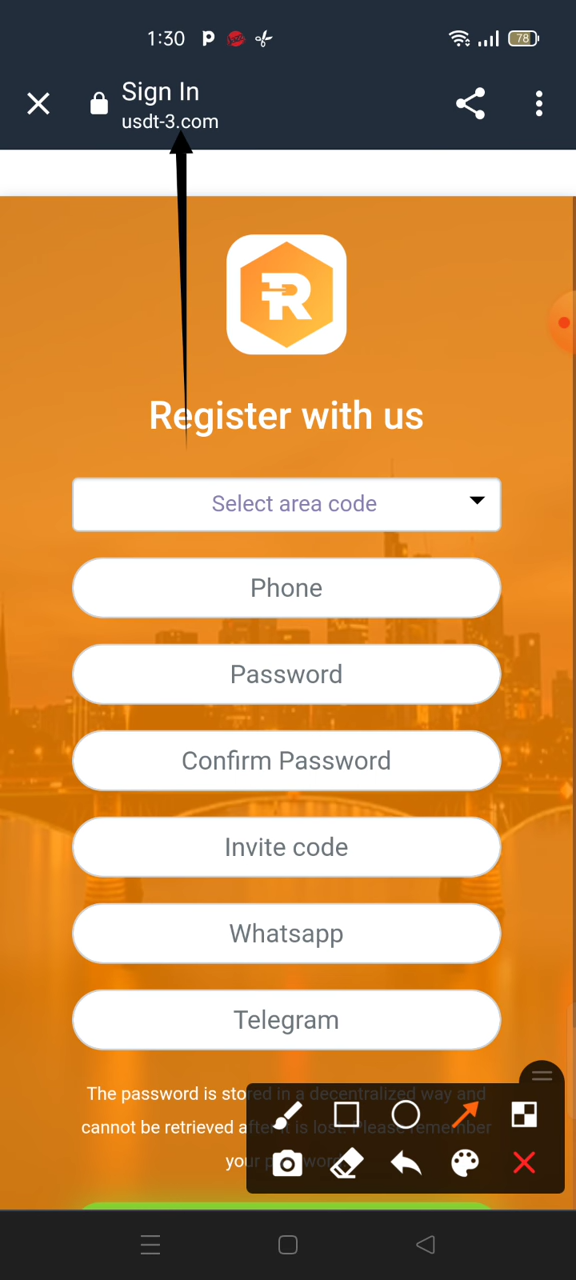 1:30
78
Sign In
usdt-3.com
R
Register with us
Select area code
Phone
Password
Confirm Password
Invite code
Whatsapp
Telegram
The password is stored in a decentralized way and
cannot be retrieved after it is lost. Please remember
your password